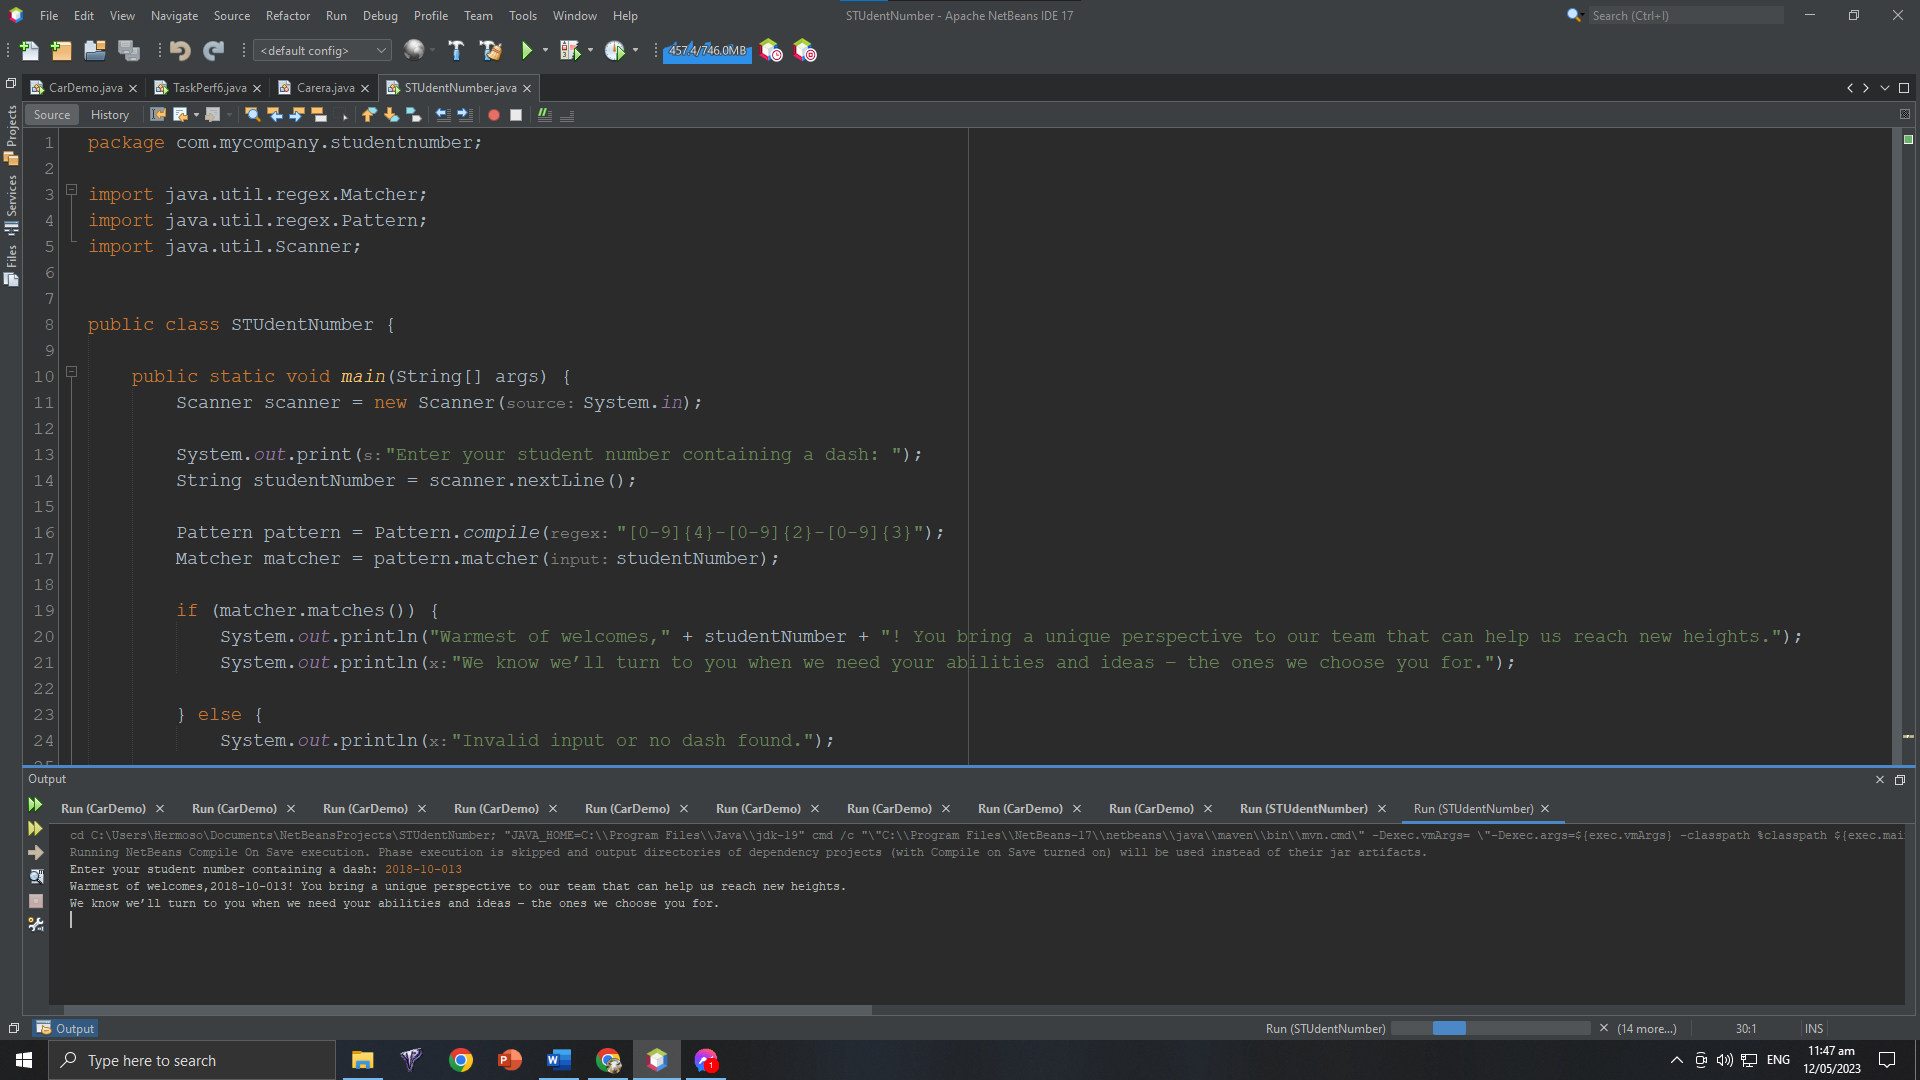 File Edit View Navigate Source Refactor Run Debug Profile Team Tools Window Help
STUdentNumber - Apache NetBeans IDE 17
Search (Ctrl+I)
<default config>
457.4/746.0MB
CarDemo.java
TaskPerf6.java
Carera.java
STUdentNumber.java
Source History
Projects
Services
Files
1 package com.mycompany.studentnumber;
2
3 import java.util.regex.Matcher;
4 import java.util.regex.Pattern;
5 import java.util.Scanner;
6
7
8 public class STUdentNumber {
9
10 public static void main(String[] args) {
11 Scanner scanner = new Scanner(source: System.in);
12
13 System.out.print(s: "Enter your student number containing a dash: ");
14 String studentNumber = scanner.nextLine();
15
16 Pattern pattern = Pattern.compile(regex: "[0-9]{4}-[0-9]{2}-[0-9]{3}");
17 Matcher matcher = pattern.matcher(input: studentNumber);
18
19 if (matcher.matches()) {
20 System.out.println("Warmest of welcomes," + studentNumber + "! You bring a unique perspective to our team that can help us reach new heights.");
21 System.out.println(x: "We know we’ll turn to you when we need your abilities and ideas – the ones we choose you for.");
22
23 } else {
24 System.out.println(x: "Invalid input or no dash found.");
25
Output
Run (CarDemo) Run (CarDemo) Run (CarDemo) Run (CarDemo) Run (CarDemo) Run (CarDemo) Run (CarDemo) Run (CarDemo) Run (CarDemo) Run (STUdentNumber) Run (STUdentNumber)
cd C:\Users\Hermoso\Documents\NetBeansProjects\STUdentNumber; "JAVA_HOME=C:\\Program Files\\Java\\jdk-19" cmd /c "\"C:\\Program Files\\NetBeans-17\\netbeans\\java\\maven\\bin\\mvn.cmd\" -Dexec.vmArgs= \"-Dexec.args=${exec.vmArgs} -classpath %classpath ${exec.mai
Running NetBeans Compile On Save execution. Phase execution is skipped and output directories of dependency projects (with Compile on Save turned on) will be used instead of their jar artifacts.
Enter your student number containing a dash: 2018-10-013
Warmest of welcomes,2018-10-013! You bring a unique perspective to our team that can help us reach new heights.
We know we’ll turn to you when we need your abilities and ideas – the ones we choose you for.
Output
Run (STUdentNumber)
(14 more...)
30:1
INS
Type here to search
1
ENG
11:47 am
12/05/2023